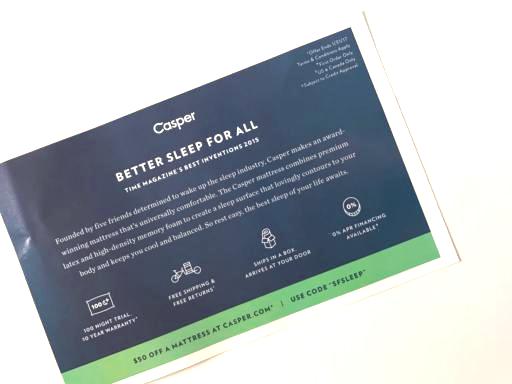 *Offer Ends 1/31/17
Terms & Conditions Apply
*First Order Only
*US & Canada Only
*Subject to Credit Approval
Casper
BETTER SLEEP FOR ALL
TIME MAGAZINE'S BEST INVENTIONS 2015
Founded by five friends determined to wake up the sleep industry, Casper makes an award-
winning mattress that's universally comfortable. The Casper mattress combines premium
latex and high-density memory foam to create a sleep surface that lovingly contours to your
body and keeps you cool and balanced. So rest easy, the best sleep of your life awaits.
100
100 NIGHT TRIAL,
10 YEAR WARRANTY*
FREE SHIPPING &
FREE RETURNS*
SHIPS IN A BOX,
ARRIVES AT YOUR DOOR
0%
0% APR FINANCING
AVAILABLE*
$50 OFF A MATTRESS AT CASPER.COM* | USE CODE "SFSLEEP"